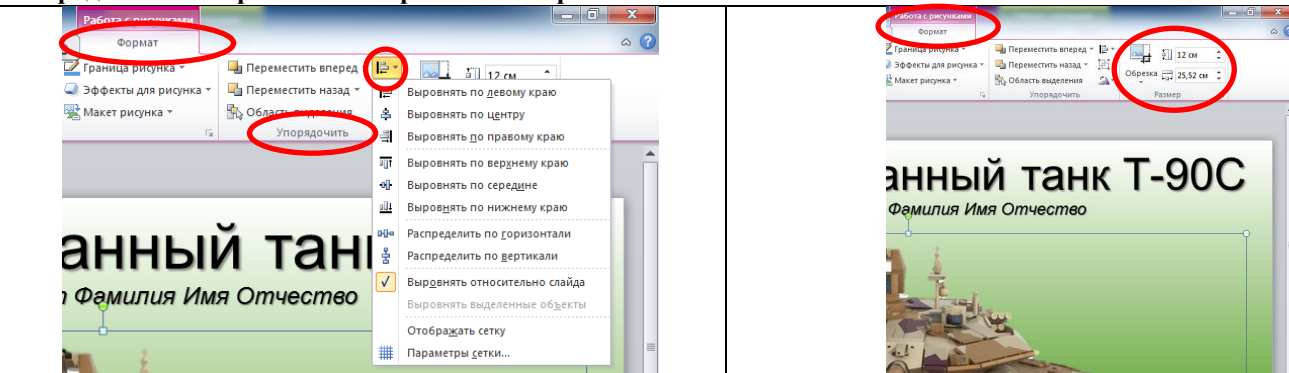 Работа с рисунками
Формат
Граница рисунка
Эффекты для рисунка
Макет рисунка
Переместить вперед
Переместить назад
Область выделения
Упорядочить
12 см
Выровнять по левому краю
Выровнять по центру
Выровнять по правому краю
Выровнять по верхнему краю
Выровнять по середине
Выровнять по нижнему краю
Распределить по горизонтали
Распределить по вертикали
Выровнять относительно слайда
Выровнять выделенные объекты
Отображать сетку
Параметры сетки...
анный тан
Фамилия Имя Отчество
Работа с рисунками
Формат
Граница рисунка
Эффекты для рисунка
Макет рисунка
Переместить вперед
Переместить назад
Область выделения
Упорядочить
12 см
Обрезка
25,52 см
Размер
анный танк Т-90С
Фамилия Имя Отчество